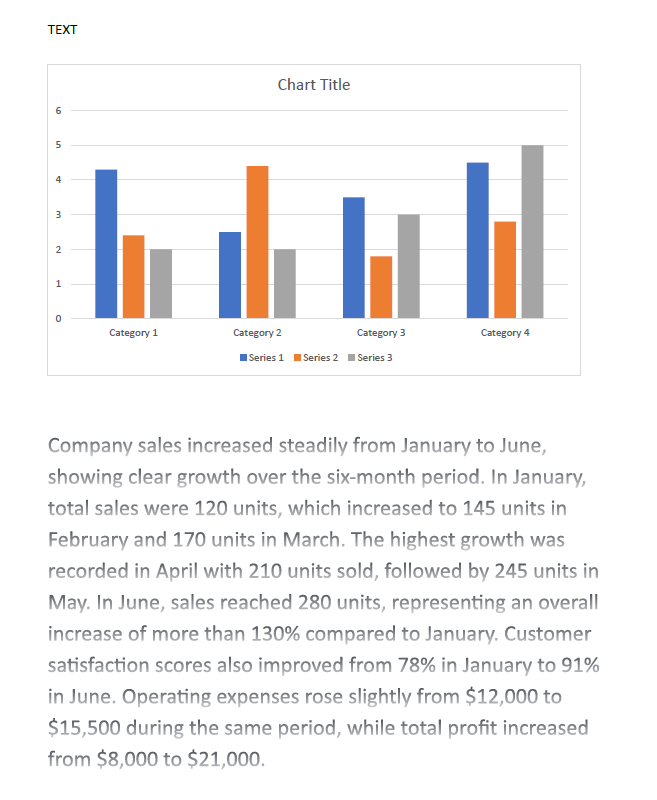 TEXT
Chart Title
6
5
4
3
2
1
0
Category 1 Category 2 Category 3 Category 4
Series 1 Series 2 Series 3
Company sales increased steadily from January to June,
showing clear growth over the six-month period. In January,
total sales were 120 units, which increased to 145 units in
February and 170 units in March. The highest growth was
recorded in April with 210 units sold, followed by 245 units in
May. In June, sales reached 280 units, representing an overall
increase of more than 130% compared to January. Customer
satisfaction scores also improved from 78% in January to 91%
in June. Operating expenses rose slightly from $12,000 to
$15,500 during the same period, while total profit increased
from $8,000 to $21,000.